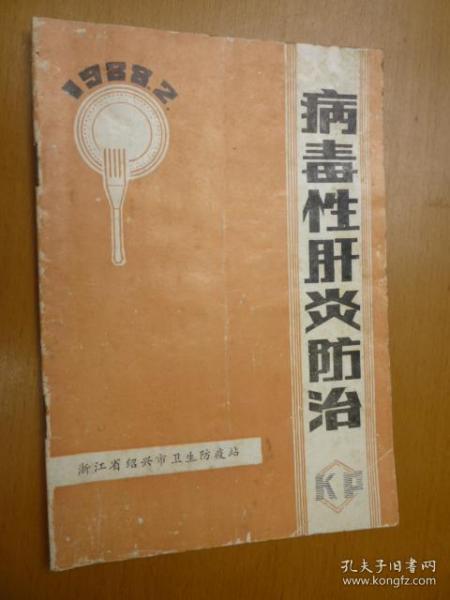 1988.2.
病毒性肝炎防治
KP
浙江省绍兴市卫生防疫站
孔夫子旧书网
www.kongfz.com